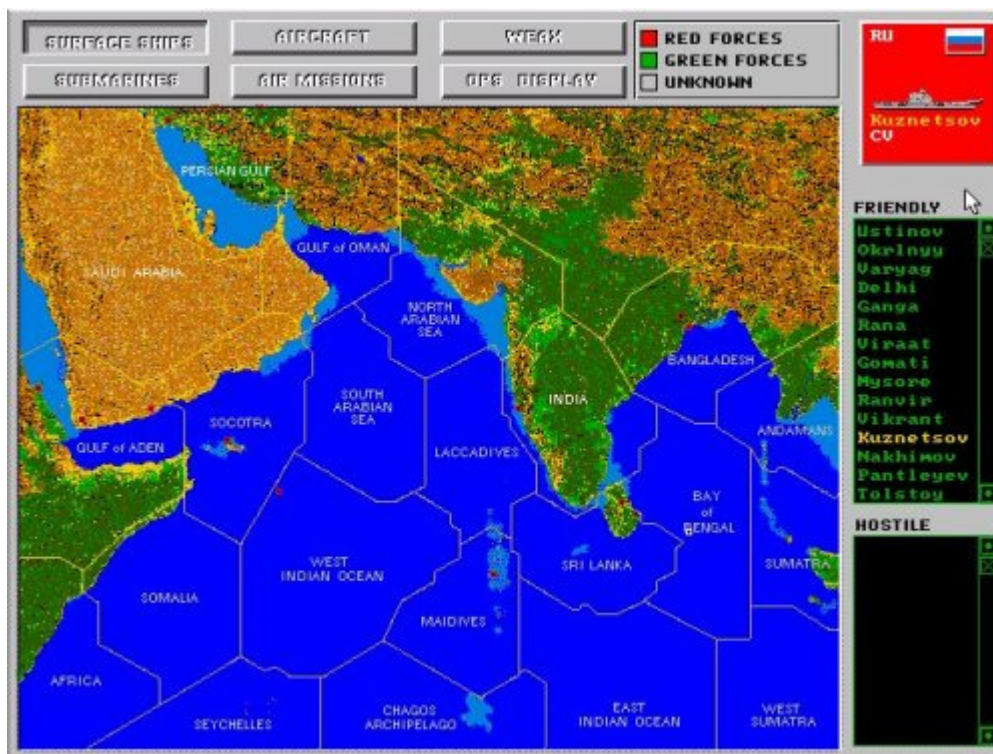 SURFACE SHIPS
AIRCRAFT
WEAX
SUBMARINES
AIR MISSIONS
OPS DISPLAY
RED FORCES
GREEN FORCES
UNKNOWN
RU
Kuznetsov
CV
PERSIAN GULF
GULF of OMAN
SAUDI ARABIA
NORTH
ARABIAN
SEA
BANGLADESH
SOUTH
ARABIAN
SEA
INDIA
SOCOTRA
ANDAMANS
GULF of ADEN
LACCADIVES
BAY
of
BENGAL
WEST
INDIAN OCEAN
SRI LANKA
SUMATRA
SOMALIA
MAIDIVES
AFRICA
SEYCHELLES
CHAGOS
ARCHIPELAGO
EAST
INDIAN OCEAN
WEST
SUMATRA
FRIENDLY
Ustinov
Okrlnyy
Varyag
Delhi
Ganga
Rana
Viraat
Gomati
Mysore
Ranvir
Vikrant
Kuznetsov
Nakhimov
Pantleyev
Tolstoy
HOSTILE